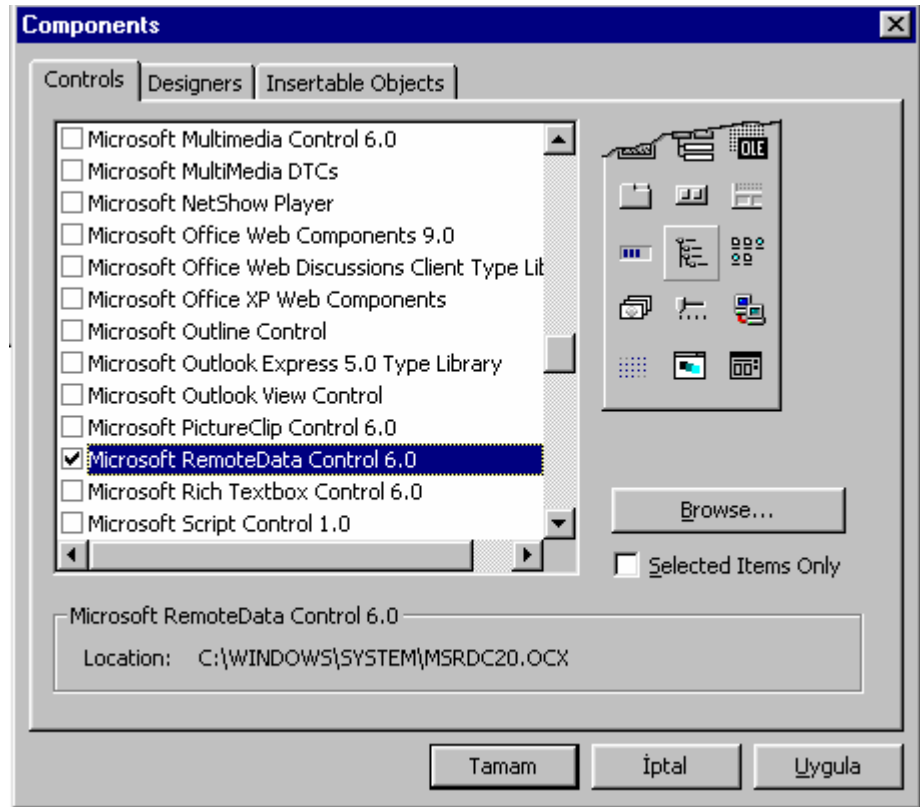 Components
Controls Designers Insertable Objects
Microsoft Multimedia Control 6.0
Microsoft MultiMedia DTCs
Microsoft NetShow Player
Microsoft Office Web Components 9.0
Microsoft Office Web Discussions Client Type Lib
Microsoft Office XP Web Components
Microsoft Outline Control
Microsoft Outlook Express 5.0 Type Library
Microsoft Outlook View Control
Microsoft PictureClip Control 6.0
Microsoft RemoteData Control 6.0
Microsoft Rich Textbox Control 6.0
Microsoft Script Control 1.0
OLE
Browse...
Selected Items Only
Microsoft RemoteData Control 6.0
Location: C:\WINDOWS\SYSTEM\MSRDC20.OCX
Tamam İptal Uygula